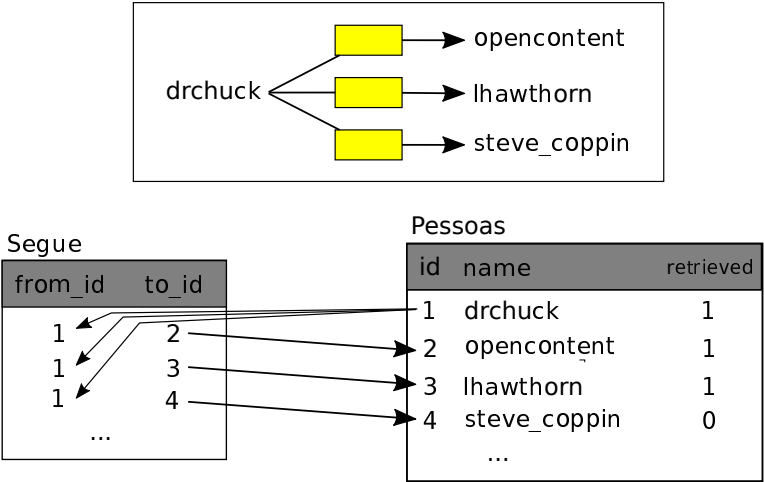 opencontent
drchuck
lhawthorn
steve_coppin
Segue
from_id to_id
1 2
1 3
1 4
...
Pessoas
id name retrieved
1 drchuck 1
2 opencontent 1
3 lhawthorn 1
4 steve_coppin 0
...